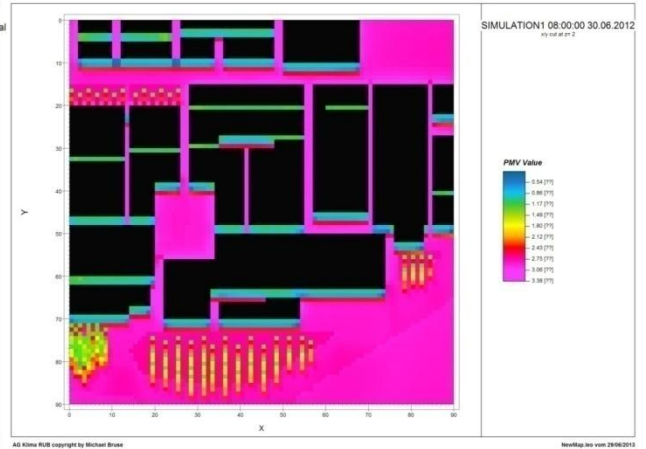 al
SIMULATION1 08:00:00 30.06.2012
x/y cut at z= 2
0
10
20
30
40
50
60
70
80
90
Y
0 10 20 30 40 50 60 70 80 90
X
PMV Value
0.54 [??]
0.86 [??]
1.17 [??]
1.49 [??]
1.80 [??]
2.12 [??]
2.43 [??]
2.75 [??]
3.06 [??]
3.38 [??]
AG Klima RUB copyright by Michael Bruse
NewMap.leo vom 29/06/2013